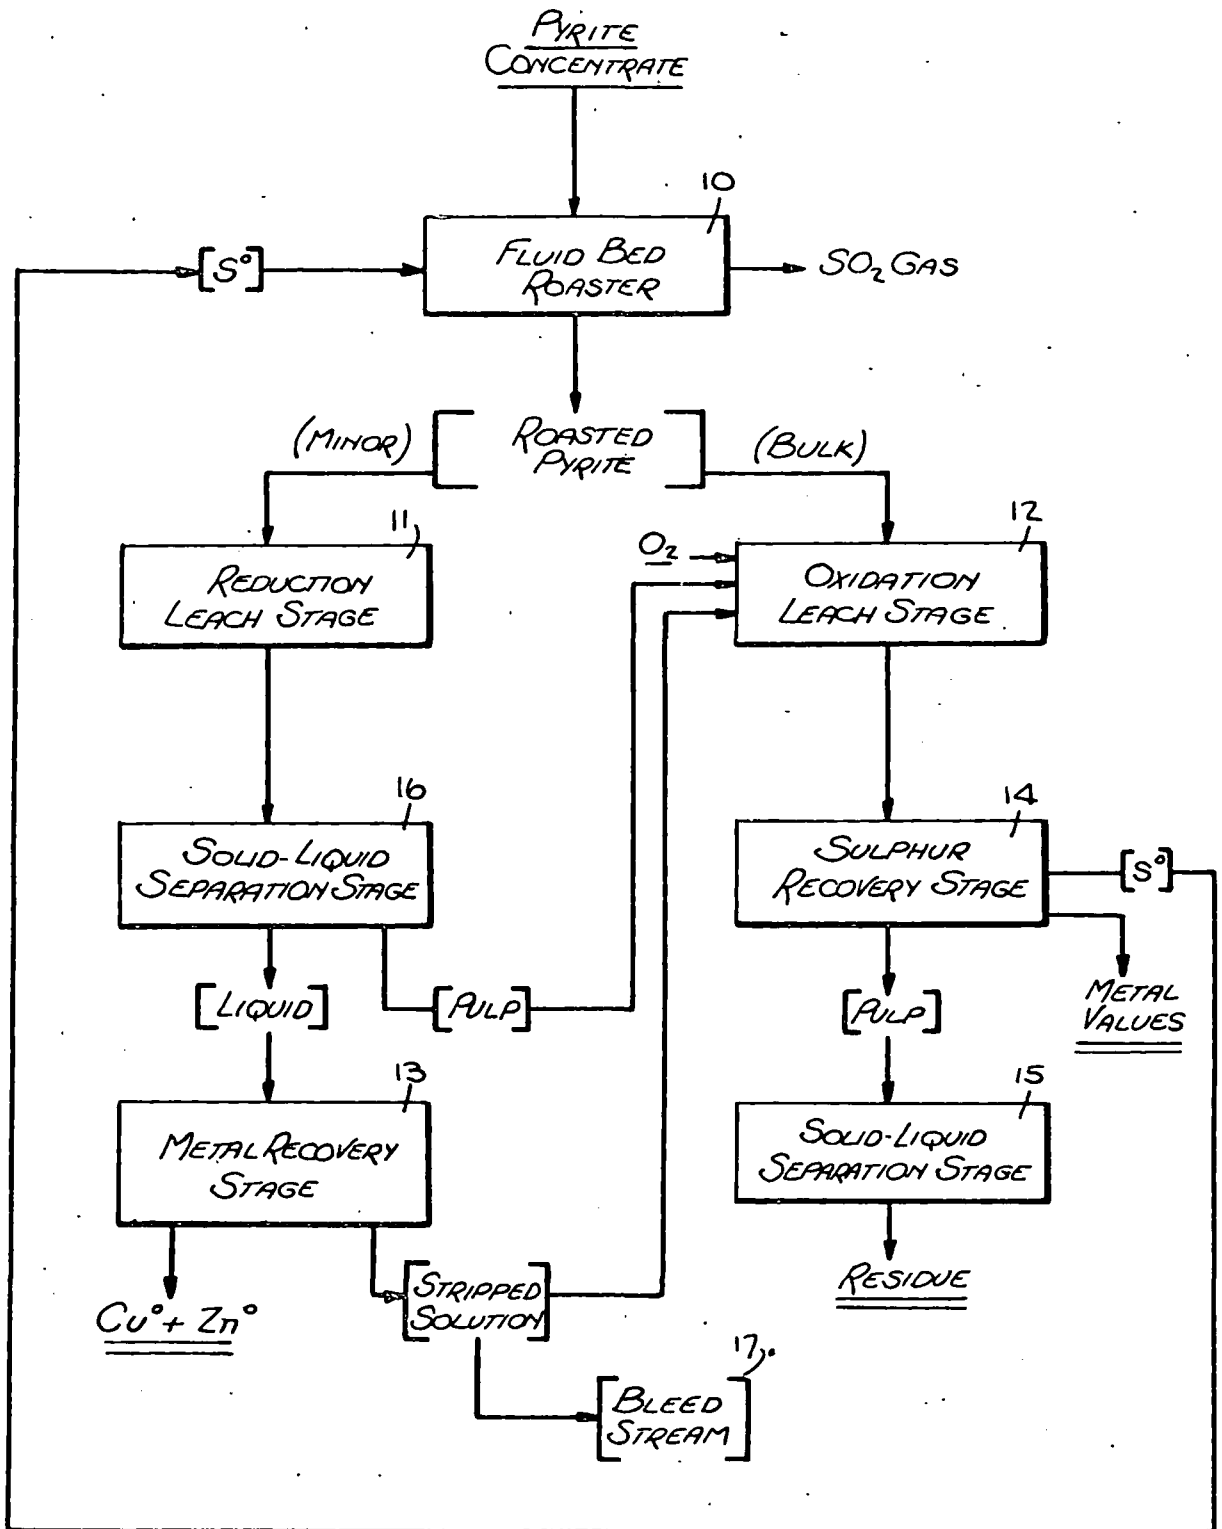 PYRITE
CONCENTRATE
10
[S°]
FLUID BED
ROASTER
SO₂ GAS
(MINOR)
[ROASTED
PYRITE]
(BULK)
11
REDUCTION
LEACH STAGE
O₂
12
OXIDATION
LEACH STAGE
16
SOLID-LIQUID
SEPARATION STAGE
14
SULPHUR
RECOVERY STAGE
[S°]
[LIQUID]
[PULP]
[PULP]
METAL
VALUES
13
METAL RECOVERY
STAGE
15
SOLID-LIQUID
SEPARATION STAGE
Cu° + Zn°
[STRIPPED
SOLUTION]
RESIDUE
17
[BLEED
STREAM]